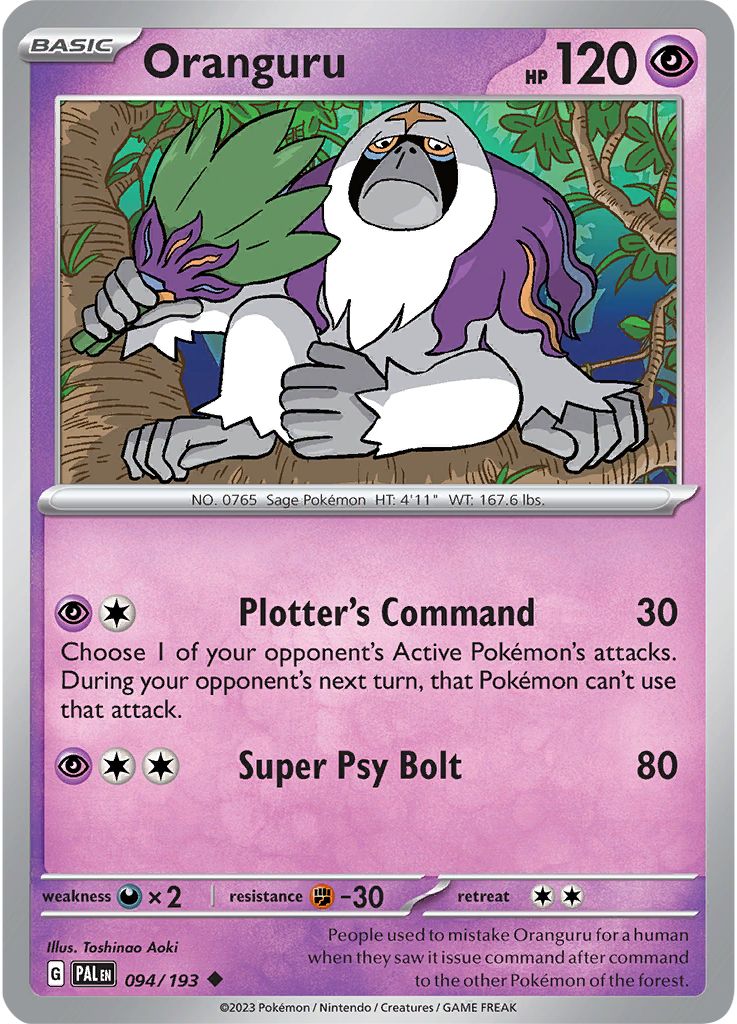 BASIC Oranguru HP 120
NO. 0765 Sage Pokémon HT: 4'11" WT: 167.6 lbs.
Plotter's Command 30
Choose 1 of your opponent's Active Pokémon's attacks.
During your opponent's next turn, that Pokémon can't use
that attack.
Super Psy Bolt 80
weakness ×2 resistance -30 retreat
Illus. Toshinao Aoki
G PAL EN 094/193
People used to mistake Oranguru for a human
when they saw it issue command after command
to the other Pokémon of the forest.
©2023 Pokémon / Nintendo / Creatures / GAME FREAK